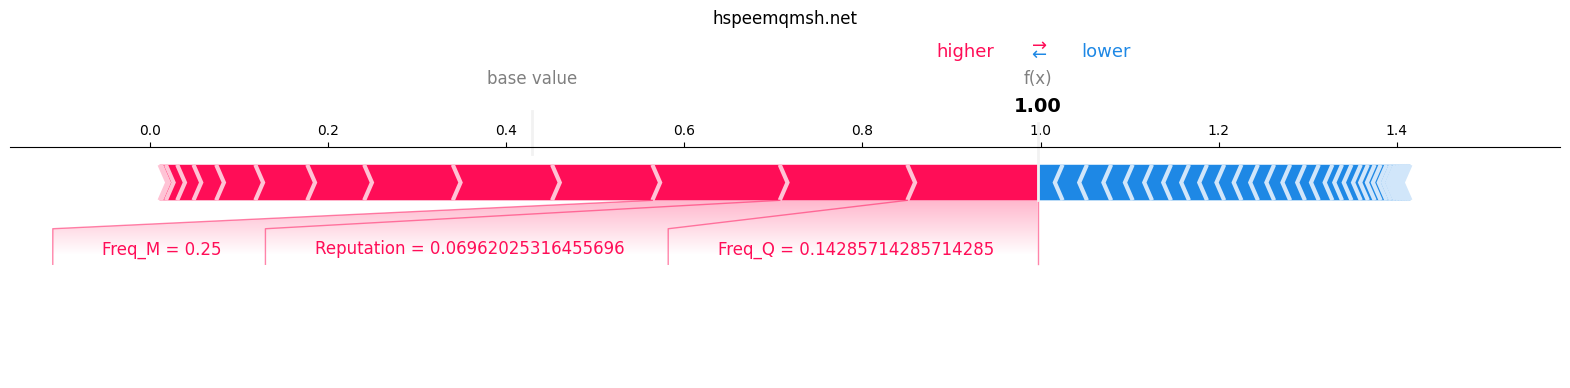 hspeemqmsh.net
higher → ← lower
base value f(x)
1.00
0.0 0.2 0.4 0.6 0.8 1.0 1.2 1.4
Freq_M = 0.25 Reputation = 0.06962025316455696 Freq_Q = 0.14285714285714285